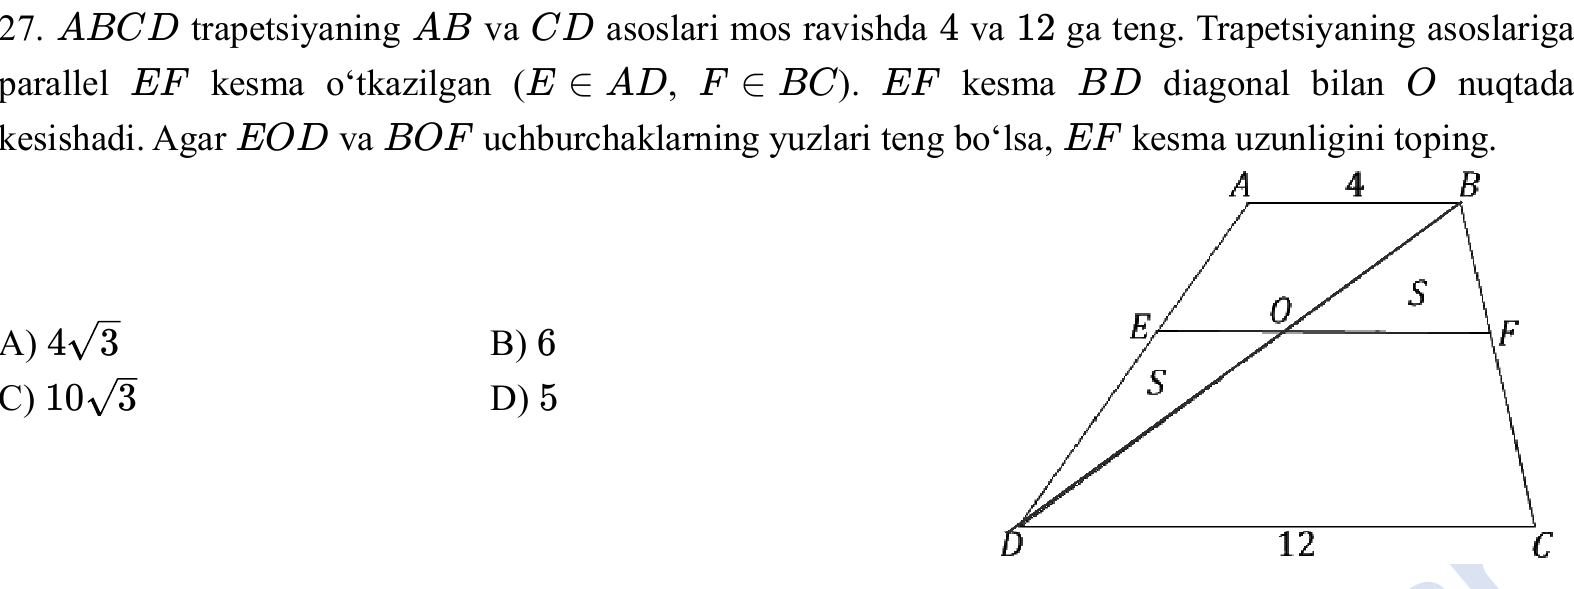 27. ABCD trapetsiyaning AB va CD asoslari mos ravishda 4 va 12 ga teng. Trapetsiyaning asoslariga
parallel EF kesma o‘tkazilgan (E ∈ AD, F ∈ BC). EF kesma BD diagonal bilan O nuqtada
kesishadi. Agar EOD va BOF uchburchaklarning yuzlari teng bo‘lsa, EF kesma uzunligini toping.
A 4 B
S
O
E F
S
A) 4√3 B) 6
C) 10√3 D) 5
D 12 C